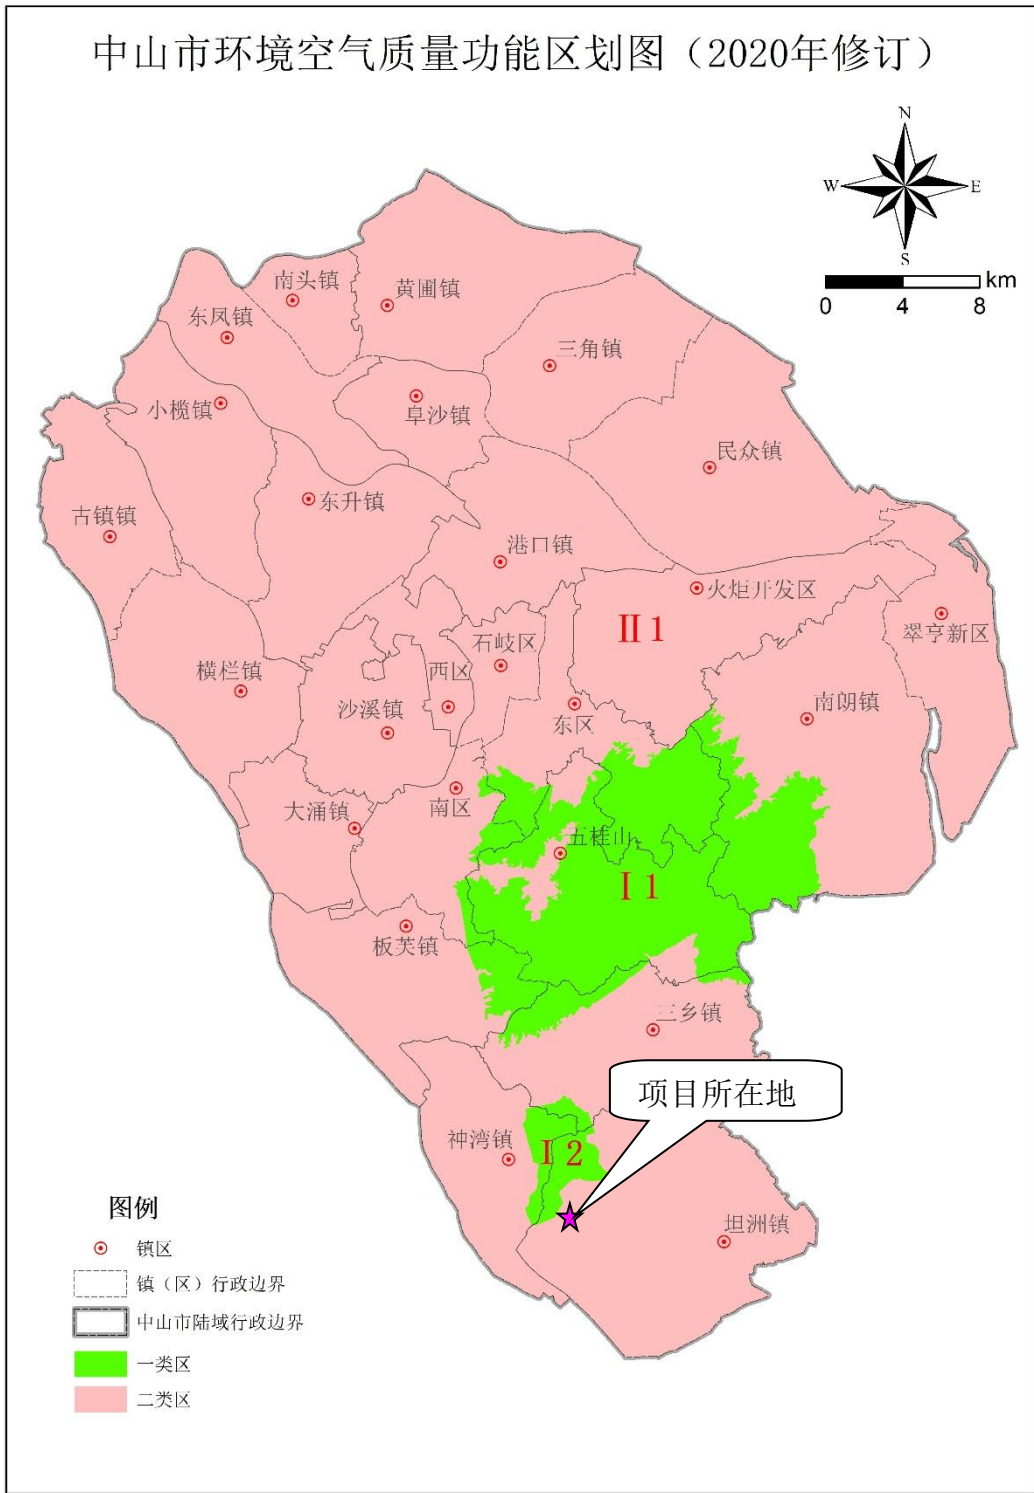 中山市环境空气质量功能区划图（2020年修订）
N
W
E
S
km
0 4 8
南头镇
黄圃镇
东凤镇
三角镇
小榄镇
阜沙镇
民众镇
东升镇
古镇镇
港口镇
火炬开发区
II 1
翠亨新区
石岐区
西区
横栏镇
沙溪镇
东区
南朗镇
大涌镇
南区
五桂山
I 1
板芙镇
三乡镇
项目所在地
神湾镇
I 2
坦洲镇
图例
镇区
镇（区）行政边界
中山市陆域行政边界
一类区
二类区